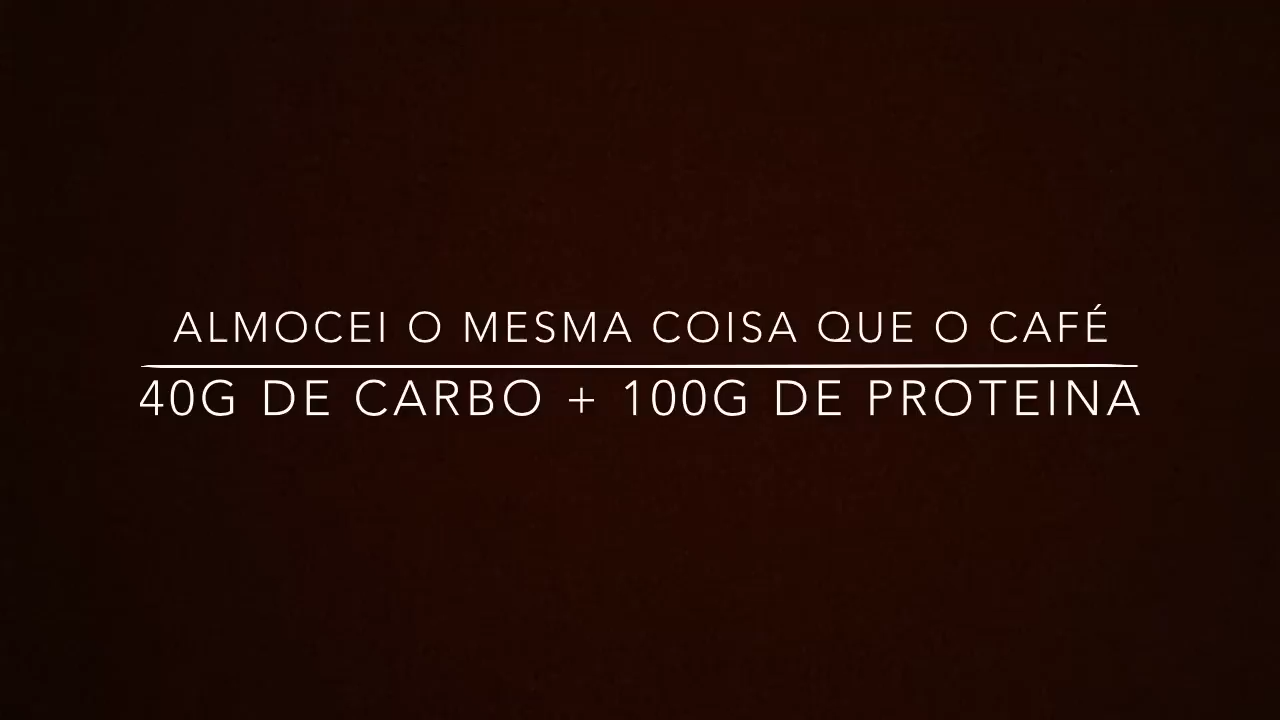 ALMOCEI O MESMA COISA QUE O CAFÉ
40G DE CARBO + 100G DE PROTEINA